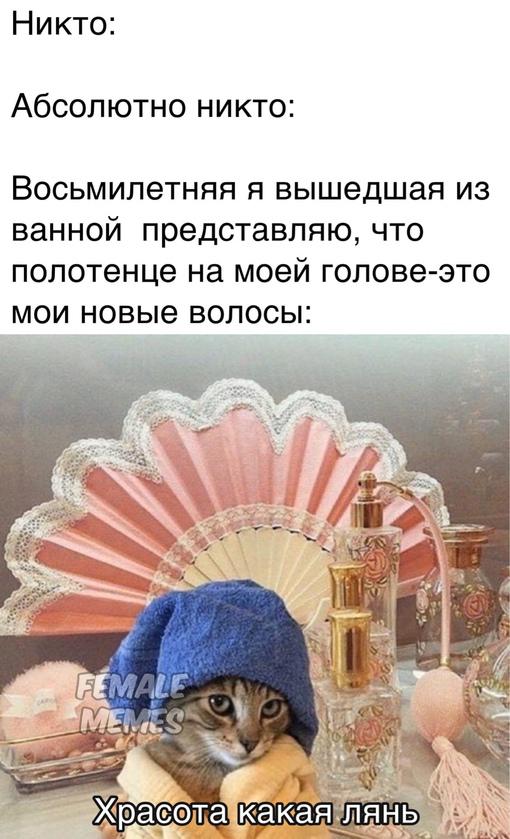 Никто:
Абсолютно никто:
Восьмилетняя я вышедшая из
ванной представляю, что
полотенце на моей голове-это
мои новые волосы:
FEMALE
MEMES
Храсота какая лянь